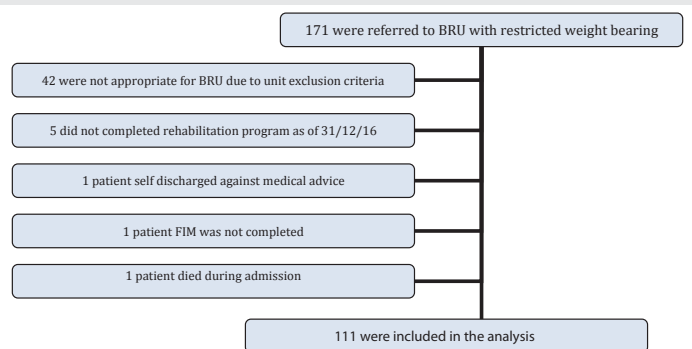 171 were referred to BRU with restricted weight bearing
42 were not appropriate for BRU due to unit exclusion criteria
5 did not completed rehabilitation program as of 31/12/16
1 patient self discharged against medical advice
1 patient FIM was not completed
1 patient died during admission
111 were included in the analysis